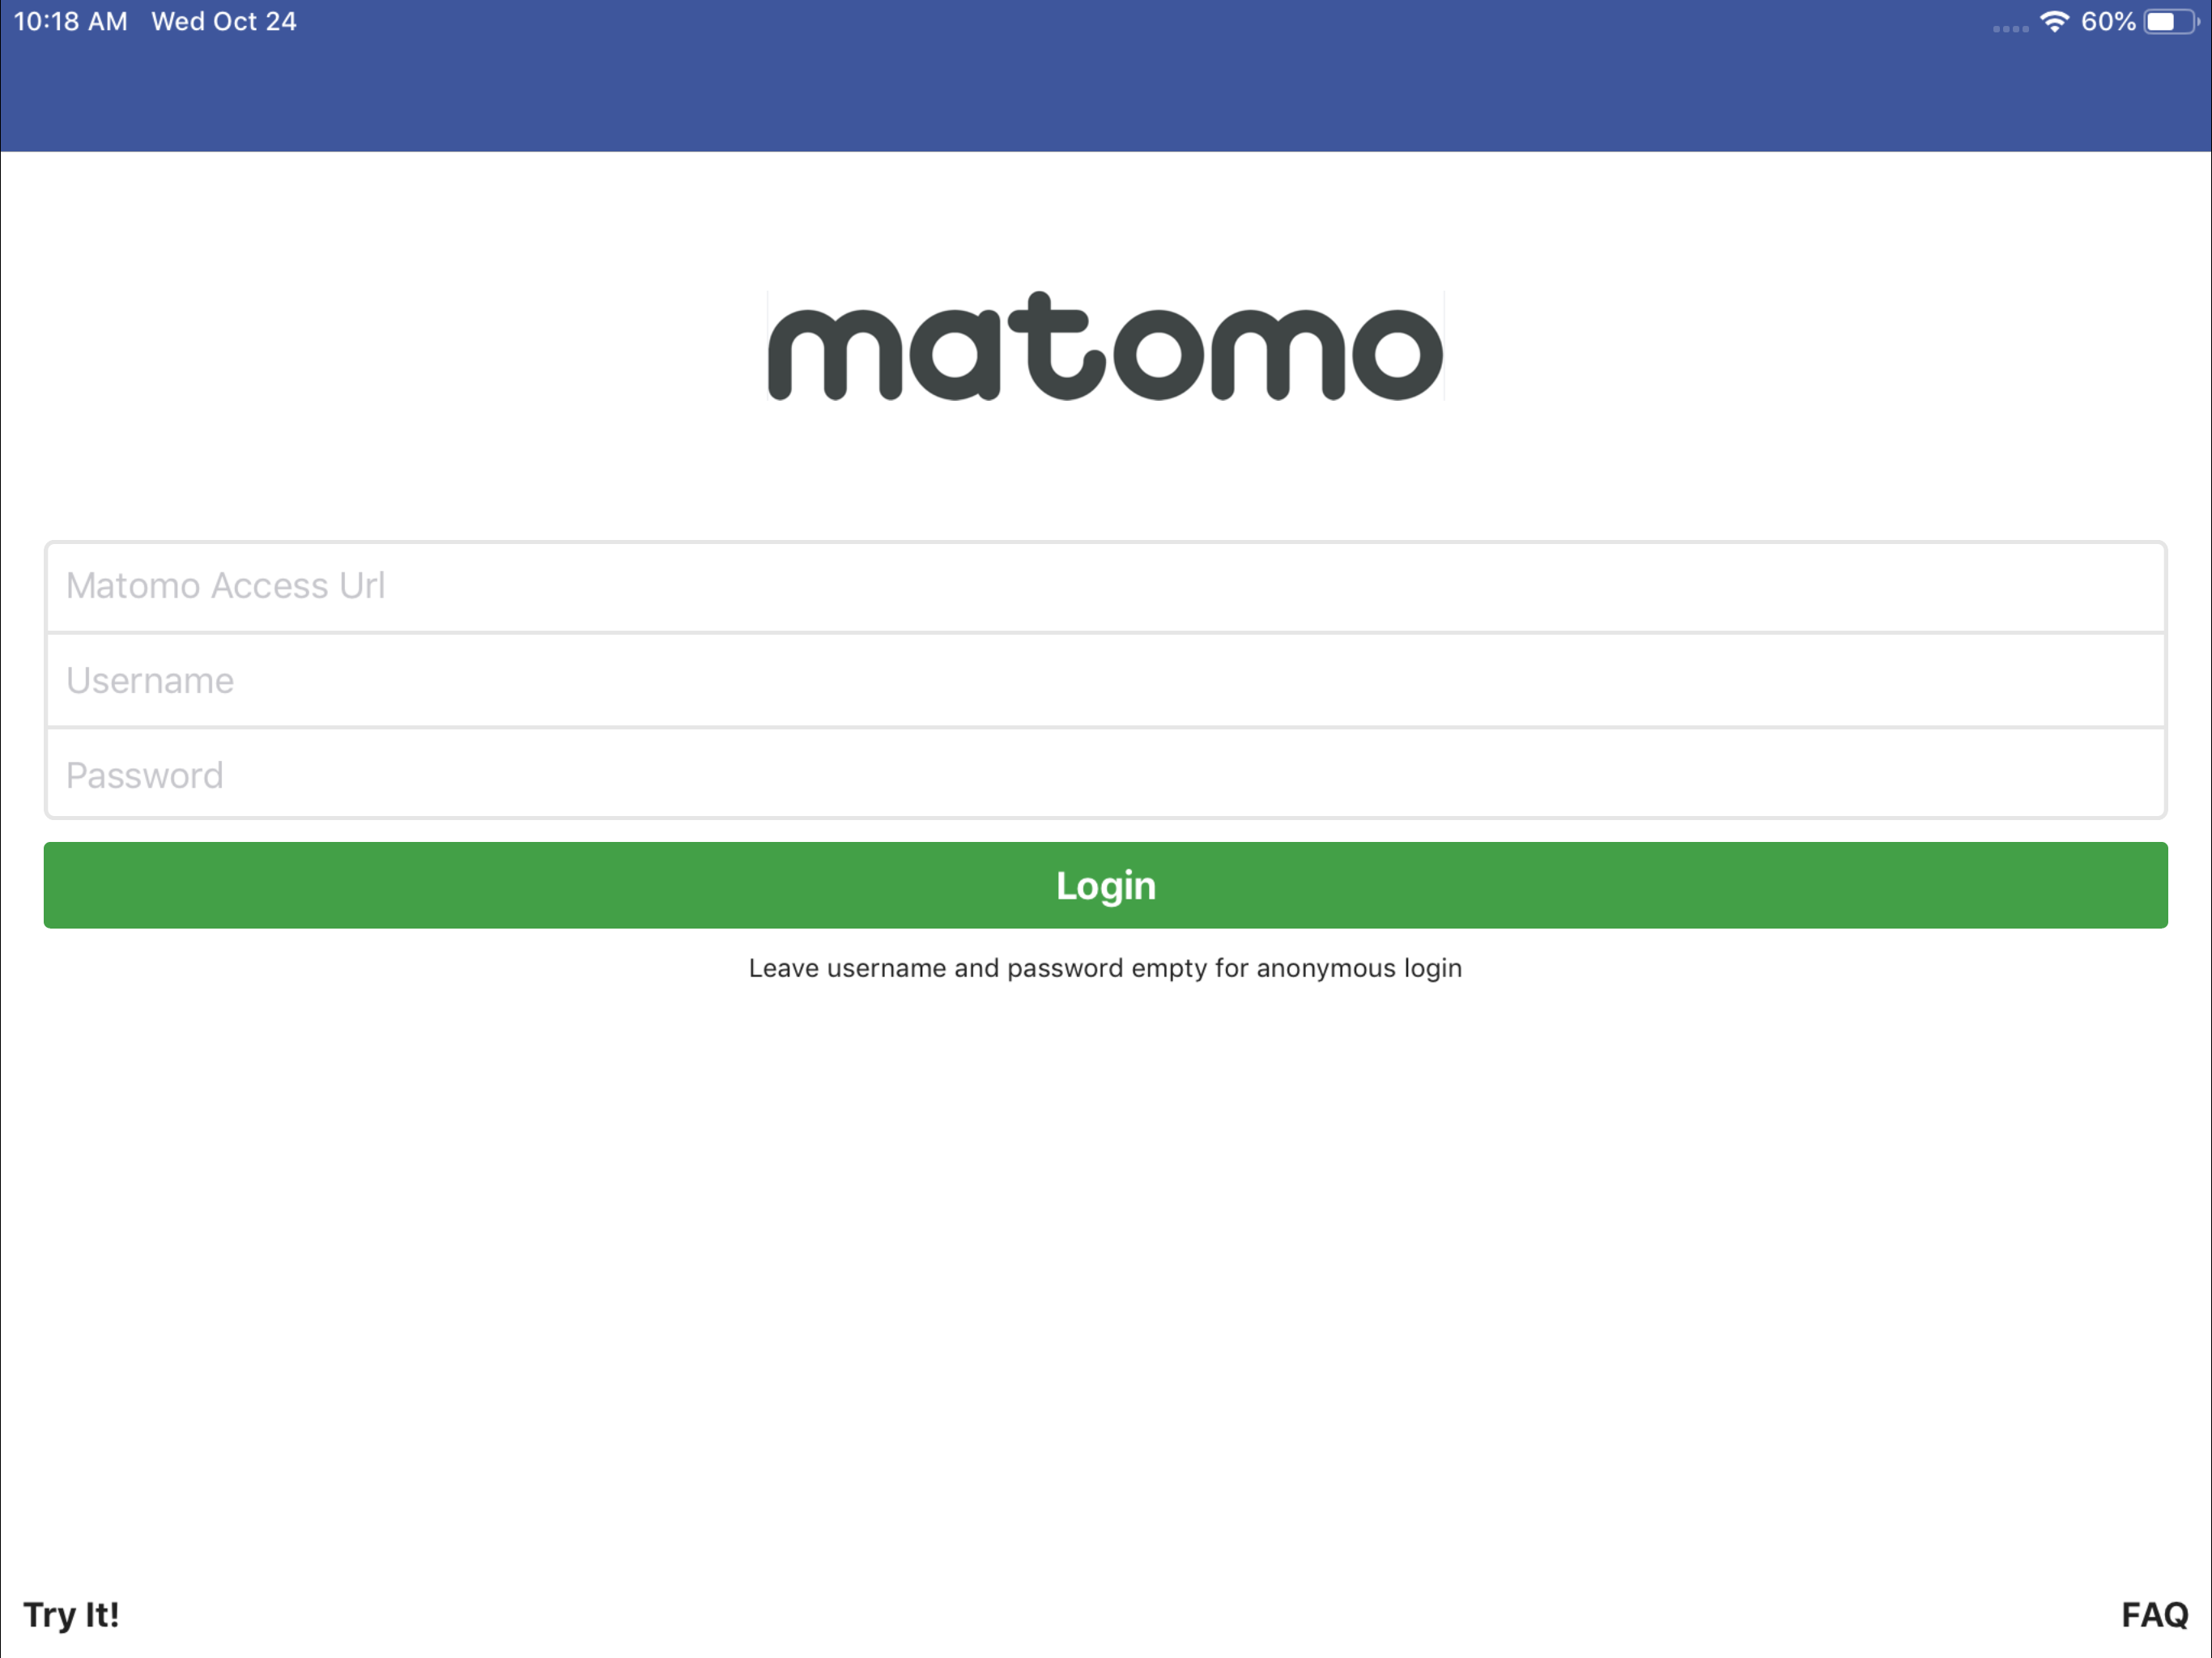 10:18 AM Wed Oct 24 60%
matomo
Matomo Access Url
Username
Password
Login
Leave username and password empty for anonymous login
Try It! FAQ